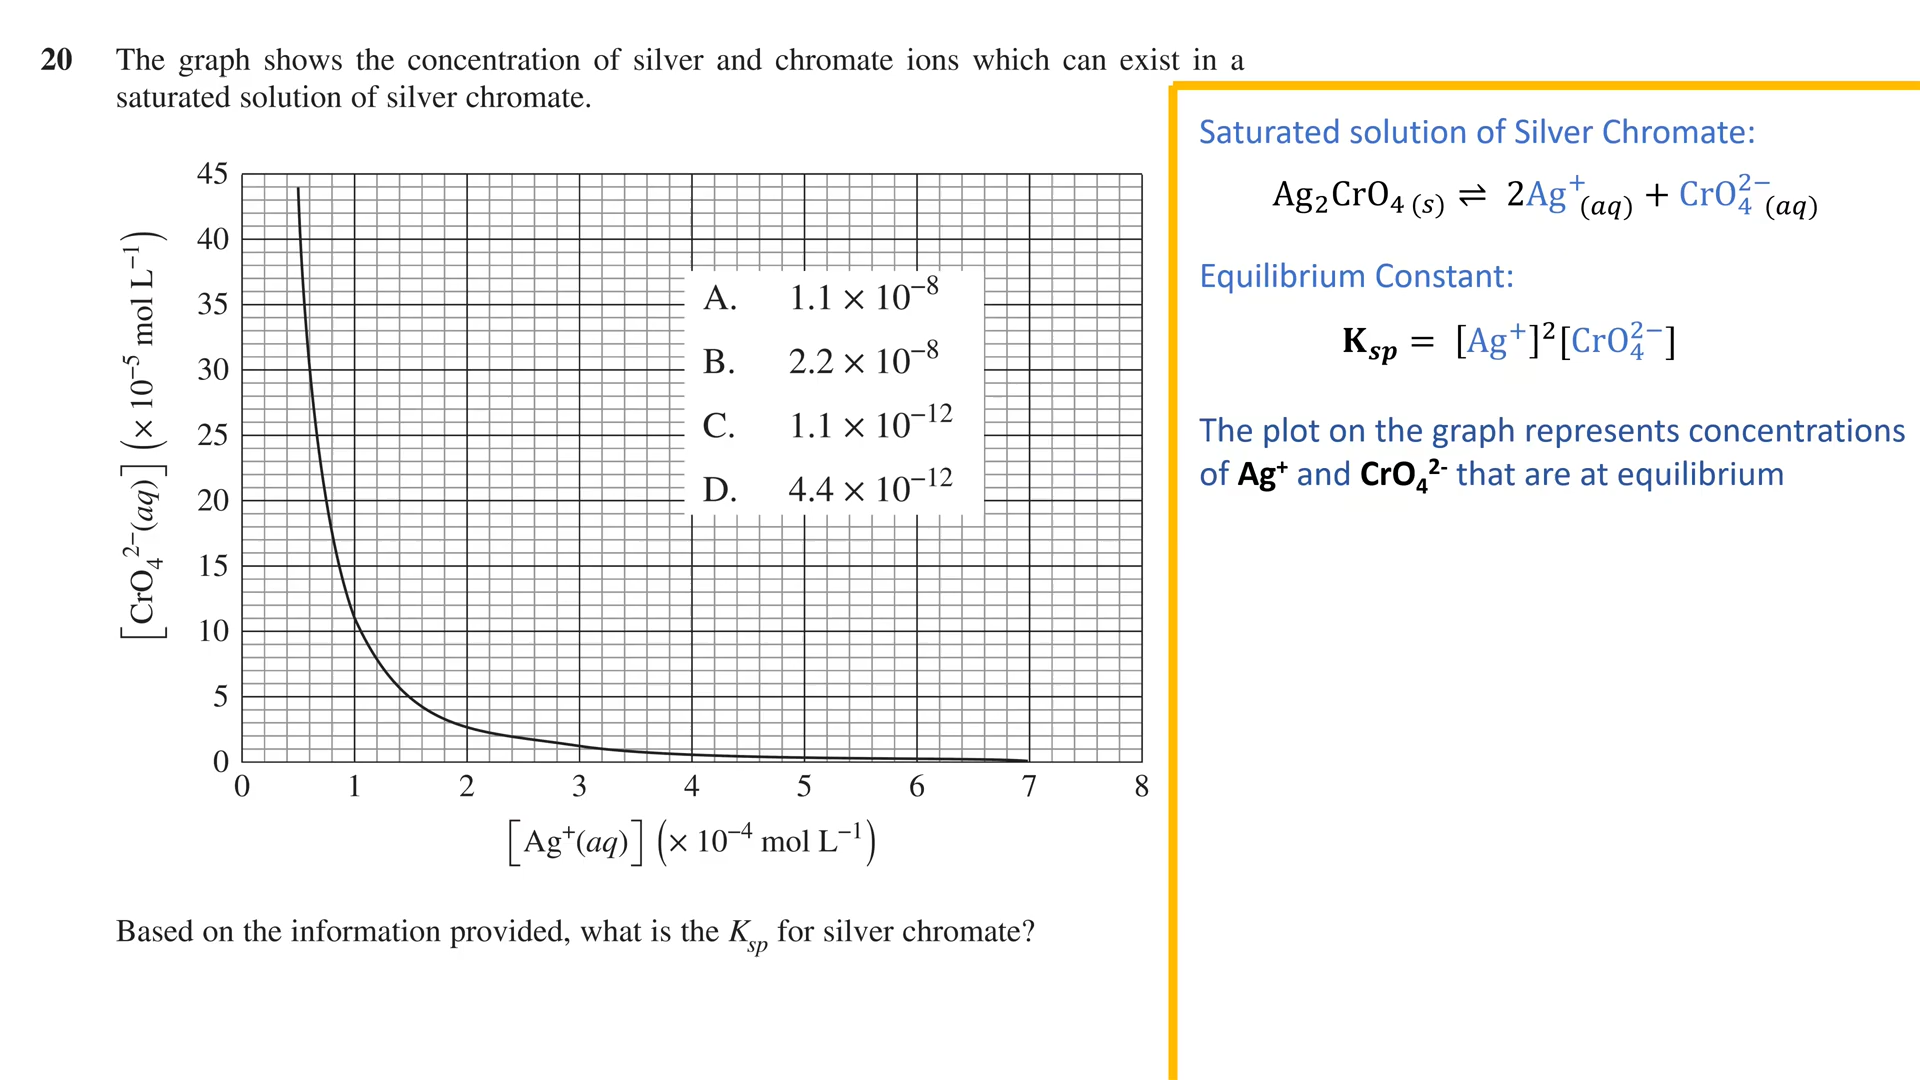 20 The graph shows the concentration of silver and chromate ions which can exist in a
saturated solution of silver chromate.
45
40
35
30
25
20
15
10
5
0
[CrO₄²⁻(aq)] (× 10⁻⁵ mol L⁻¹)
A. 1.1 × 10⁻⁸
B. 2.2 × 10⁻⁸
C. 1.1 × 10⁻¹²
D. 4.4 × 10⁻¹²
0 1 2 3 4 5 6 7 8
[Ag⁺(aq)] (× 10⁻⁴ mol L⁻¹)
Based on the information provided, what is the Kₛₚ for silver chromate?
Saturated solution of Silver Chromate:
Ag₂CrO₄ (s) ⇌ 2Ag⁺(aq) + CrO₄²⁻(aq)
Equilibrium Constant:
Kₛₚ = [Ag⁺]²[CrO₄²⁻]
The plot on the graph represents concentrations
of Ag⁺ and CrO₄²⁻ that are at equilibrium